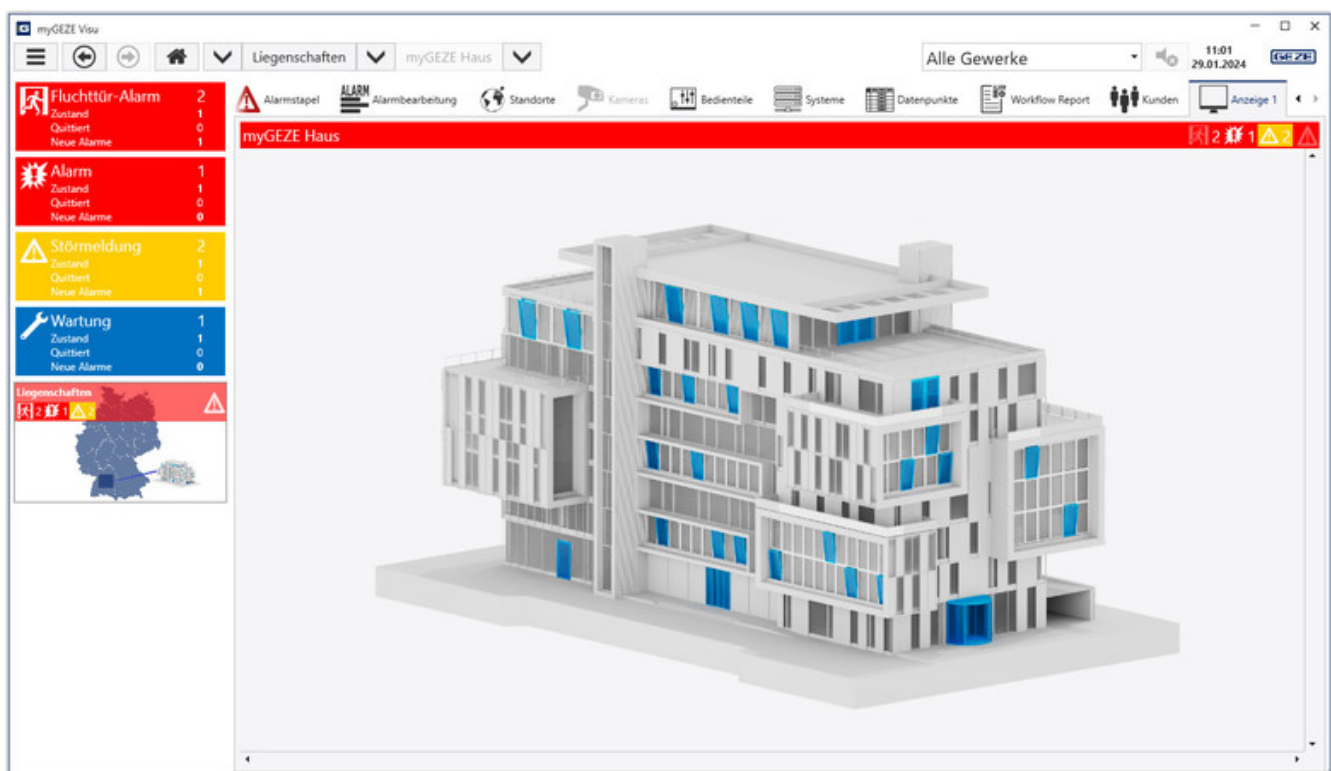 myGEZE Visu
Liegenschaften myGEZE Haus Alle Gewerke 11:01
29.01.2024 GEZE
Alarmstapel ALARM Alarmbearbeitung Standorte Kameras Bedienteile Systeme Datenpunkte Workflow Report Kunden Anzeige 1
Fluchttür-Alarm 2
Zustand 1
Quittiert 0
Neue Alarme 1
Alarm 1
Zustand 1
Quittiert 0
Neue Alarme 0
Störmeldung 2
Zustand 1
Quittiert 0
Neue Alarme 1
Wartung 1
Zustand 1
Quittiert 0
Neue Alarme 0
Liegenschaften
2 1 2
myGEZE Haus 2 1 2